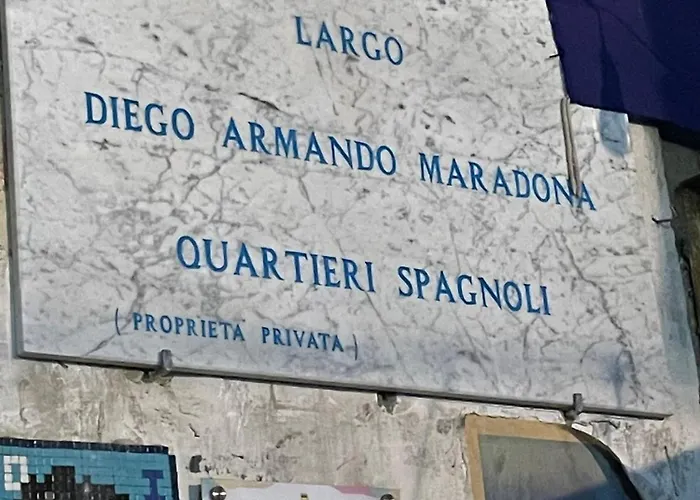 LARGO
DIEGO ARMANDO MARADONA
QUARTIERI SPAGNOLI
(PROPRIETA PRIVATA)